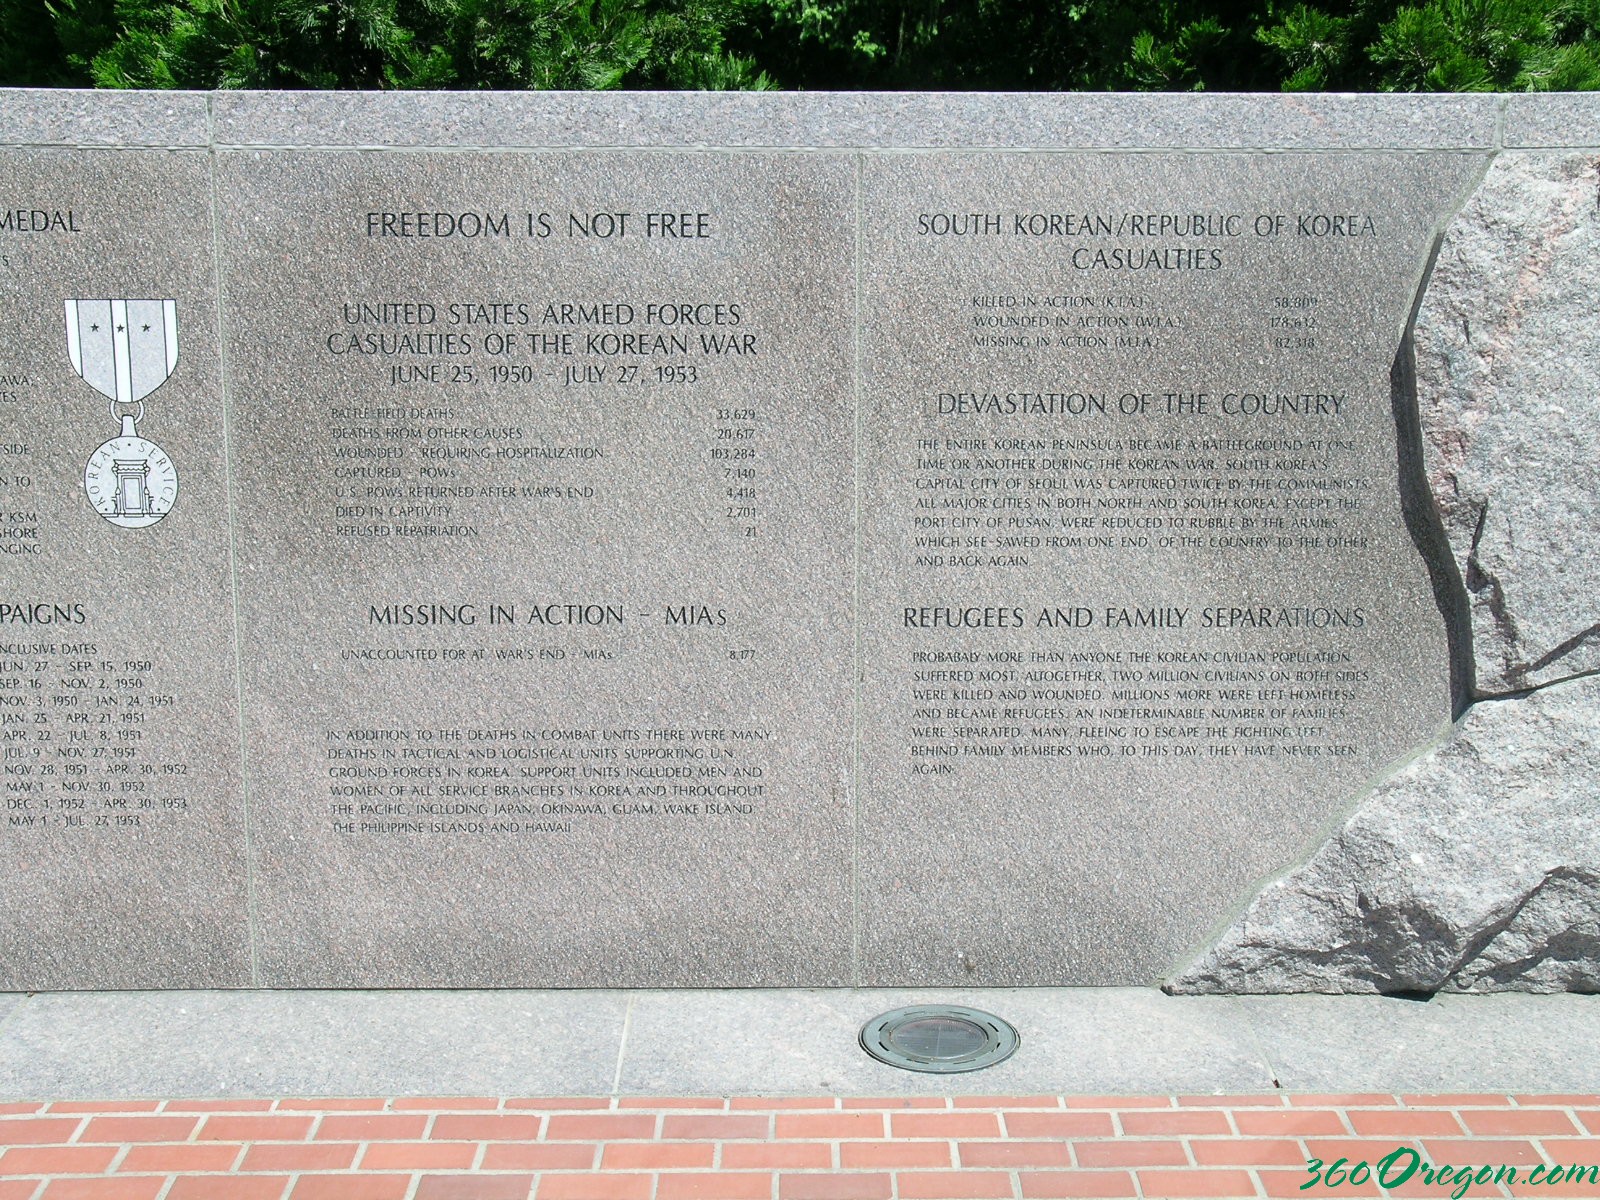 MEDAL
AWA,
SIDE
N TO
R KSM
SHORE
NGING
KOREAN • SERVICE
PAIGNS
NCLUSIVE DATES
JUN. 27 – SEP. 15, 1950
SEP. 16 – NOV. 2, 1950
NOV. 3, 1950 – JAN. 24, 1951
JAN. 25 – APR. 21, 1951
APR. 22 – JUL. 8, 1951
JUL. 9 – NOV. 27, 1951
NOV. 28, 1951 – APR. 30, 1952
MAY 1 – NOV. 30, 1952
DEC. 1, 1952 – APR. 30, 1953
MAY 1 – JUL. 27, 1953
FREEDOM IS NOT FREE
UNITED STATES ARMED FORCES
CASUALTIES OF THE KOREAN WAR
JUNE 25, 1950 – JULY 27, 1953
BATTLEFIELD DEATHS 33,629
DEATHS FROM OTHER CAUSES 20,617
WOUNDED – REQUIRING HOSPITALIZATION 103,284
CAPTURED – POWs 7,140
U.S. POWs RETURNED AFTER WAR'S END 4,418
DIED IN CAPTIVITY 2,701
REFUSED REPATRIATION 21
MISSING IN ACTION – MIAs
UNACCOUNTED FOR AT WAR'S END – MIAs 8,177
IN ADDITION TO THE DEATHS IN COMBAT UNITS THERE WERE MANY
DEATHS IN TACTICAL AND LOGISTICAL UNITS SUPPORTING U.N.
GROUND FORCES IN KOREA. SUPPORT UNITS INCLUDED MEN AND
WOMEN OF ALL SERVICE BRANCHES IN KOREA AND THROUGHOUT
THE PACIFIC, INCLUDING JAPAN, OKINAWA, GUAM, WAKE ISLAND
THE PHILIPPINE ISLANDS AND HAWAII
SOUTH KOREAN/REPUBLIC OF KOREA
CASUALTIES
KILLED IN ACTION (K.I.A.) 58,809
WOUNDED IN ACTION (W.I.A.) 178,632
MISSING IN ACTION (M.I.A.) 82,318
DEVASTATION OF THE COUNTRY
THE ENTIRE KOREAN PENINSULA BECAME A BATTLEGROUND AT ONE
TIME OR ANOTHER DURING THE KOREAN WAR. SOUTH KOREA'S
CAPITAL CITY OF SEOUL WAS CAPTURED TWICE BY THE COMMUNISTS.
ALL MAJOR CITIES IN BOTH NORTH AND SOUTH KOREA, EXCEPT THE
PORT CITY OF PUSAN, WERE REDUCED TO RUBBLE BY THE ARMIES
WHICH SEE-SAWED FROM ONE END OF THE COUNTRY TO THE OTHER
AND BACK AGAIN.
REFUGEES AND FAMILY SEPARATIONS
PROBABALY MORE THAN ANYONE THE KOREAN CIVILIAN POPULATION
SUFFERED MOST. ALTOGETHER, TWO MILLION CIVILIANS ON BOTH SIDES
WERE KILLED AND WOUNDED. MILLIONS MORE WERE LEFT HOMELESS
AND BECAME REFUGEES. AN INDETERMINABLE NUMBER OF FAMILIES
WERE SEPARATED. MANY, FLEEING TO ESCAPE THE FIGHTING LEFT
BEHIND FAMILY MEMBERS WHO, TO THIS DAY, THEY HAVE NEVER SEEN
AGAIN.
360Oregon.com